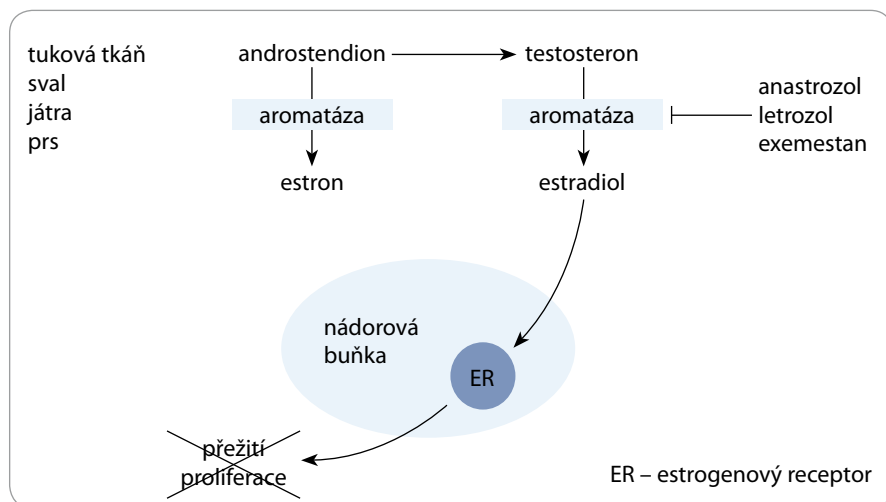 tuková tkáň
sval
játra
prs
androstendion
testosteron
aromatáza
aromatáza
anastrozol
letrozol
exemestan
estron
estradiol
nádorová
buňka
ER
přežití
proliferace
ER – estrogenový receptor